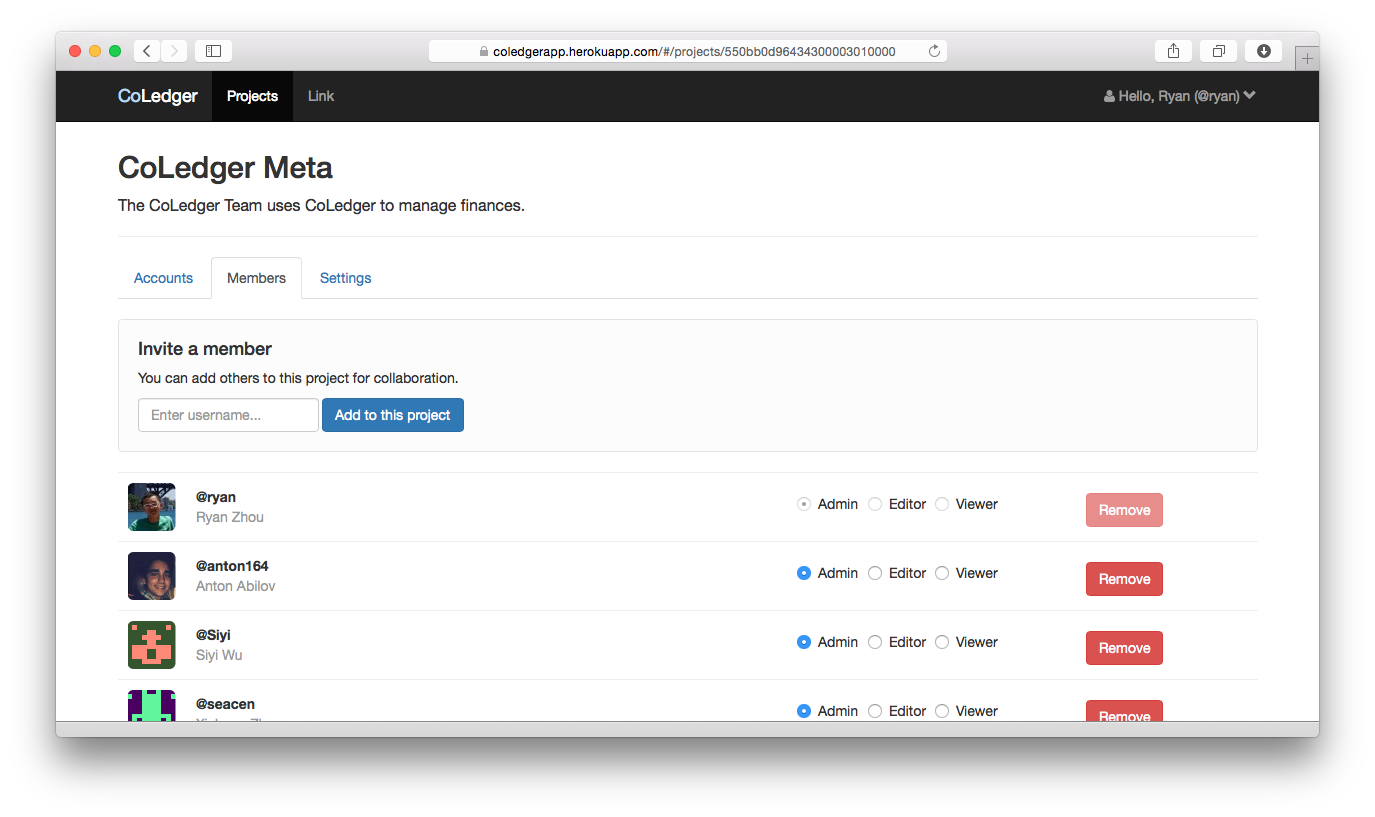 coledgerapp.herokuapp.com/#/projects/550bb0d96434300003010000
CoLedger Projects Link Hello, Ryan (@ryan)
CoLedger Meta
The CoLedger Team uses CoLedger to manage finances.
Accounts Members Settings
Invite a member
You can add others to this project for collaboration.
Enter username... Add to this project
@ryan
Ryan Zhou
Admin Editor Viewer Remove
@anton164
Anton Abilov
Admin Editor Viewer Remove
@Siyi
Siyi Wu
Admin Editor Viewer Remove
@seacen
Admin Editor Viewer Remove